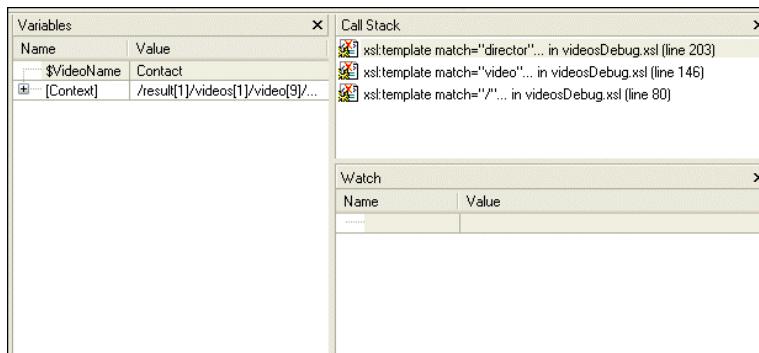 Variables
Name Value
$VideoName Contact
[Context] /result[1]/videos[1]/video[9]/...
Call Stack
xsl:template match="director"... in videosDebug.xsl (line 203)
xsl:template match="video"... in videosDebug.xsl (line 146)
xsl:template match="/"... in videosDebug.xsl (line 80)
Watch
Name Value